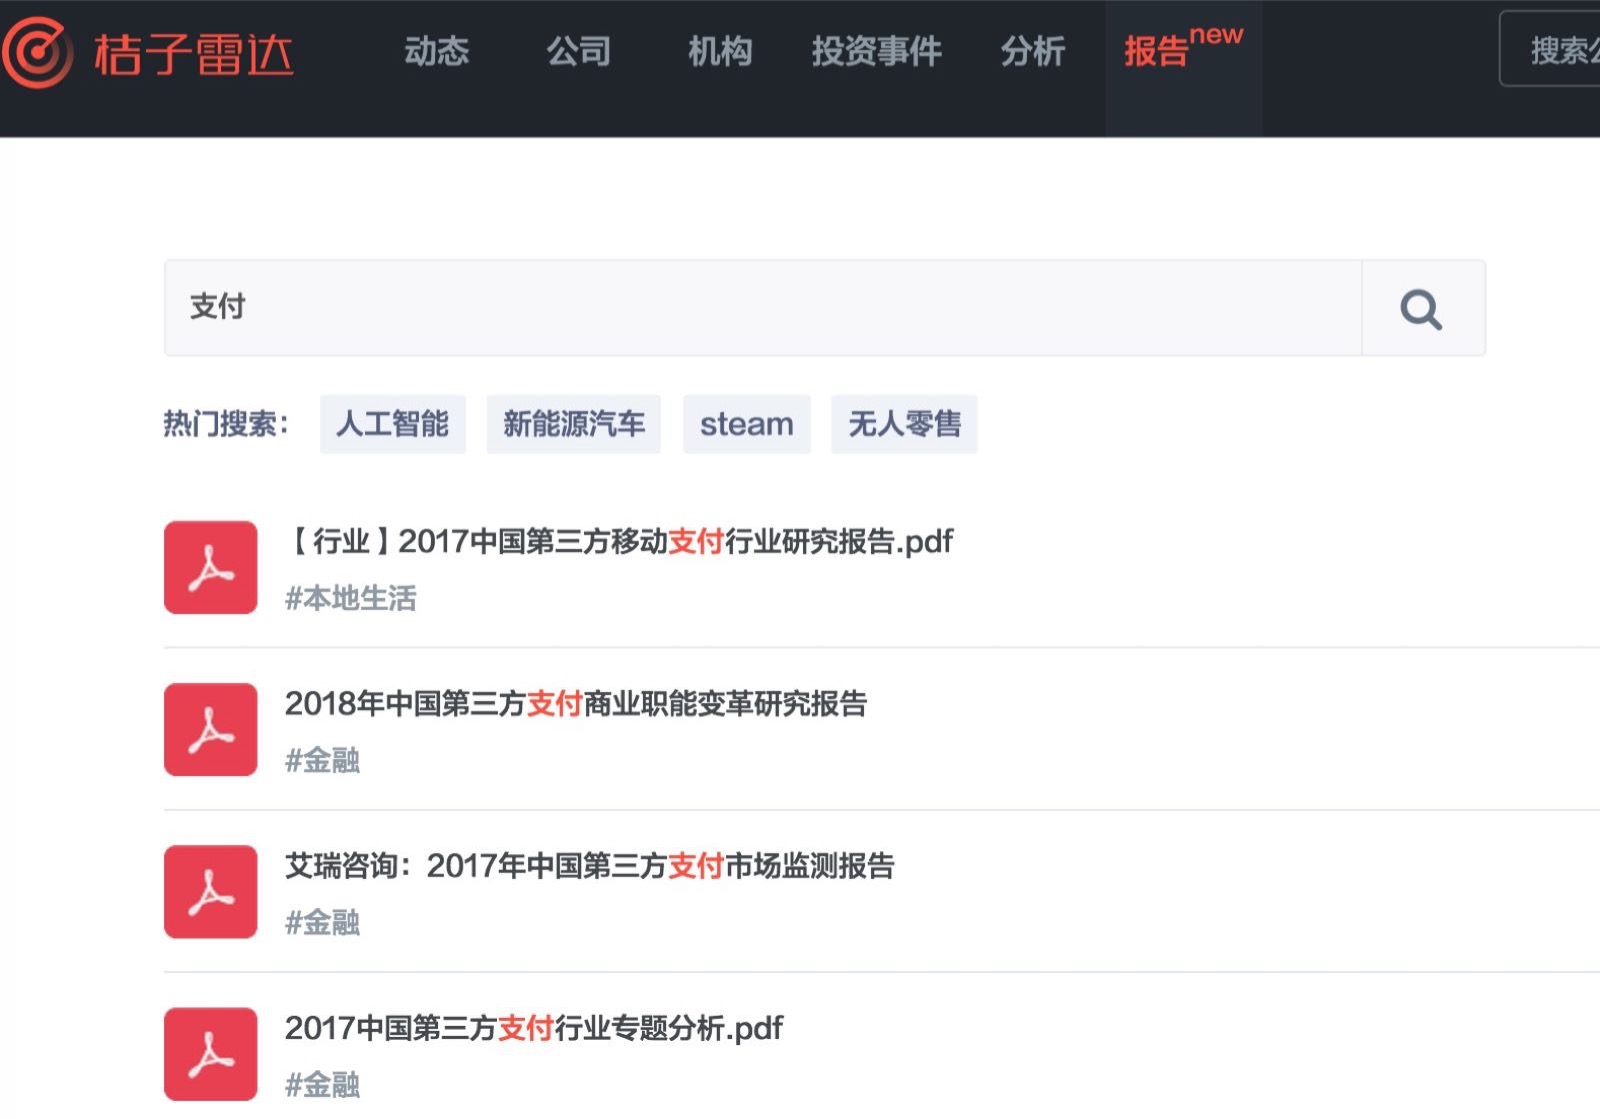 桔子雷达 动态 公司 机构 投资事件 分析 报告new 搜索
支付
热门搜索： 人工智能 新能源汽车 steam 无人零售
【行业】2017中国第三方移动支付行业研究报告.pdf
#本地生活
2018年中国第三方支付商业职能变革研究报告
#金融
艾瑞咨询：2017年中国第三方支付市场监测报告
#金融
2017中国第三方支付行业专题分析.pdf
#金融